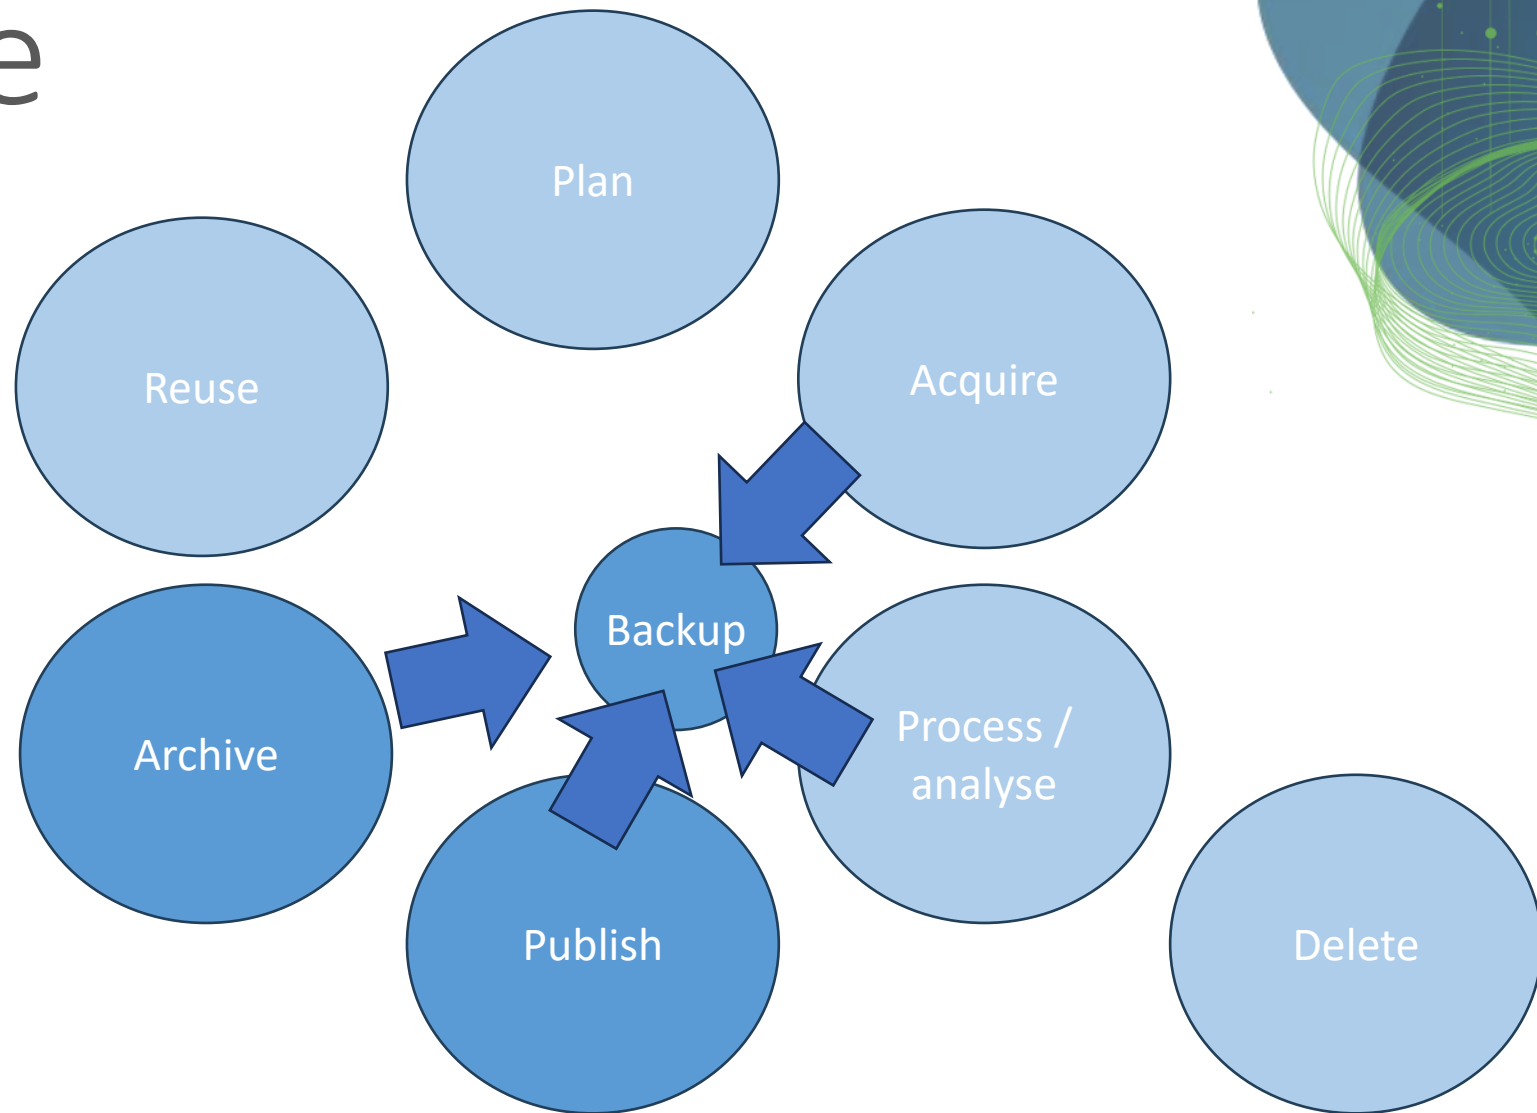 e
Plan
Reuse
Acquire
Backup
Archive
Process /
analyse
Publish
Delete